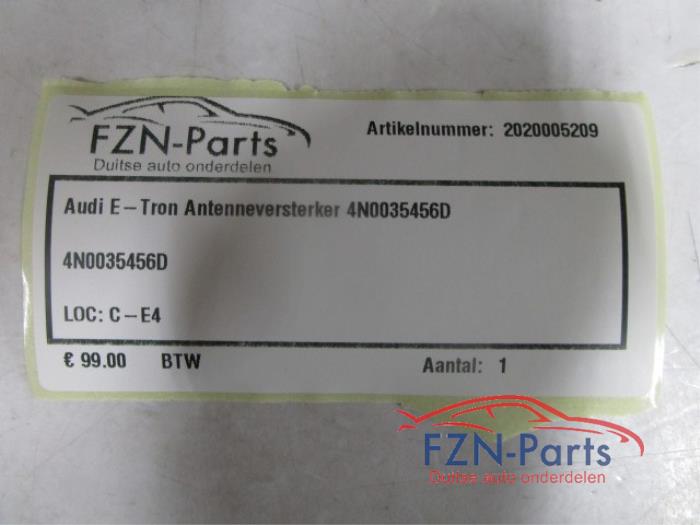 FZN-Parts
Duitse auto onderdelen
Artikelnummer: 2020005209
Audi E-Tron Antenneversterker 4N0035456D
4N0035456D
LOC: C-E4
€ 99.00 BTW Aantal: 1
FZN-Parts
Duitse auto onderdelen